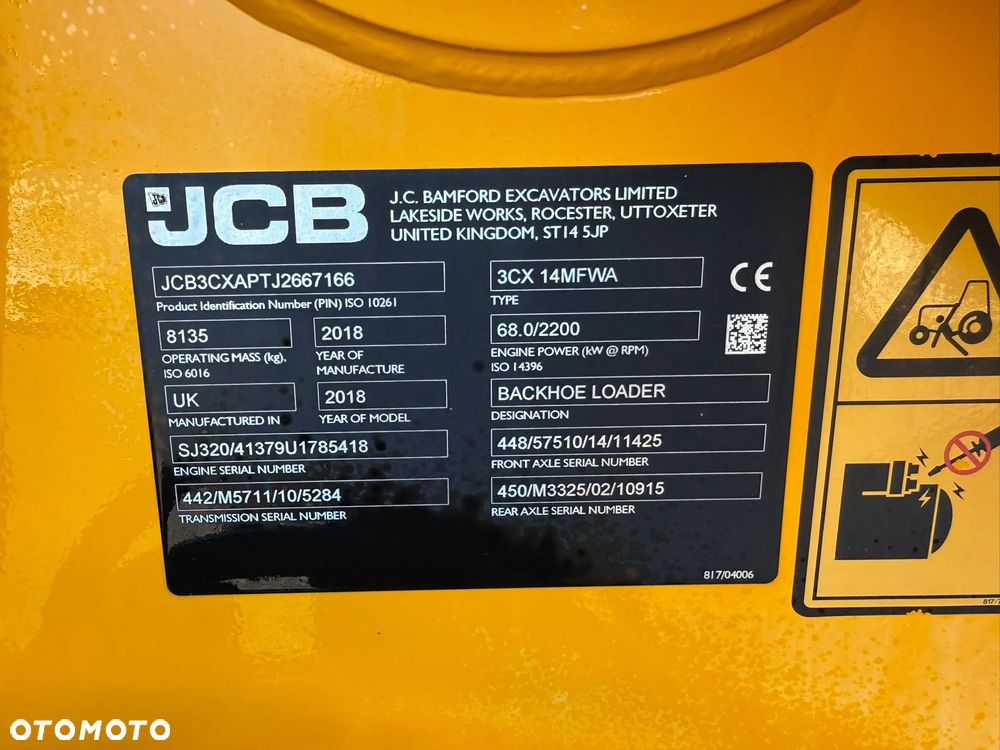 JCB
J.C. BAMFORD EXCAVATORS LIMITED
LAKESIDE WORKS, ROCESTER, UTTOXETER
UNITED KINGDOM, ST14 5JP
JCB3CXAPTJ2667166
Product Identification Number (PIN) ISO 10261
3CX 14MFWA
TYPE
CE
8135
OPERATING MASS (kg),
ISO 6016
2018
YEAR OF
MANUFACTURE
68.0/2200
ENGINE POWER (kW @ RPM)
ISO 14396
UK
MANUFACTURED IN
2018
YEAR OF MODEL
BACKHOE LOADER
DESIGNATION
SJ320/41379U1785418
ENGINE SERIAL NUMBER
448/57510/14/11425
FRONT AXLE SERIAL NUMBER
442/M5711/10/5284
TRANSMISSION SERIAL NUMBER
450/M3325/02/10915
REAR AXLE SERIAL NUMBER
817/04006
OTOMOTO